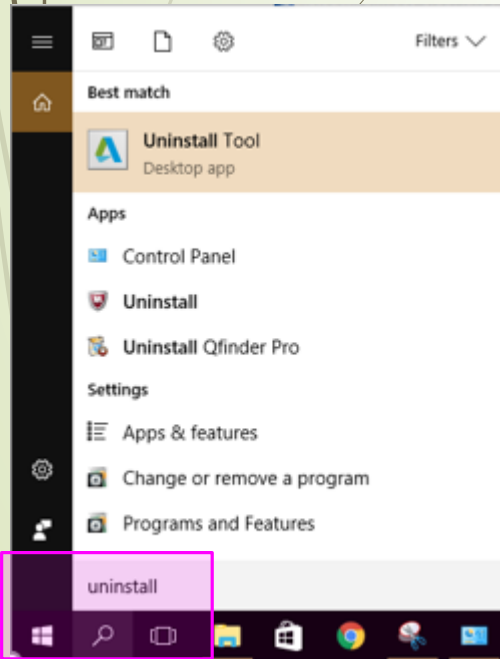 Filters
Best match
Uninstall Tool
Desktop app
Apps
Control Panel
Uninstall
Uninstall Qfinder Pro
Settings
Apps & features
Change or remove a program
Programs and Features
uninstall